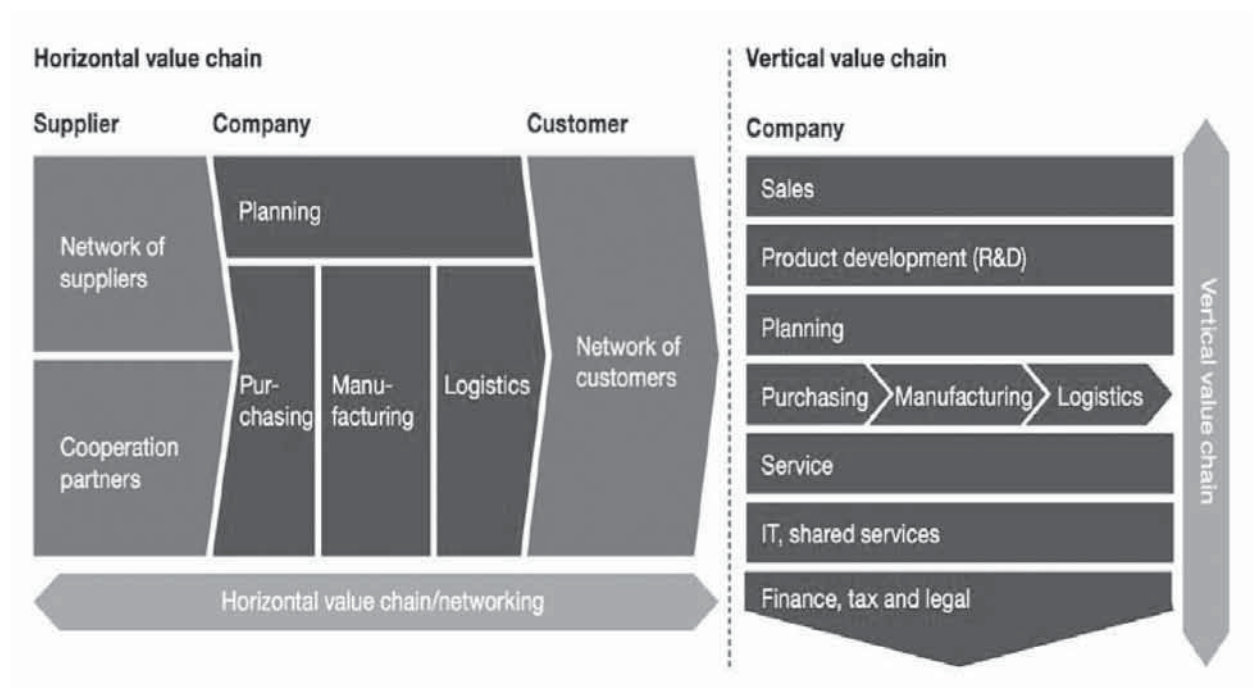 Horizontal value chain
Supplier
Company
Customer
Network of
suppliers
Cooperation
partners
Planning
Pur-
chasing
Manu-
facturing
Logistics
Network of
customers
Horizontal value chain/networking
Vertical value chain
Company
Sales
Product development (R&D)
Planning
Purchasing
Manufacturing
Logistics
Service
IT, shared services
Finance, tax and legal
Vertical value chain